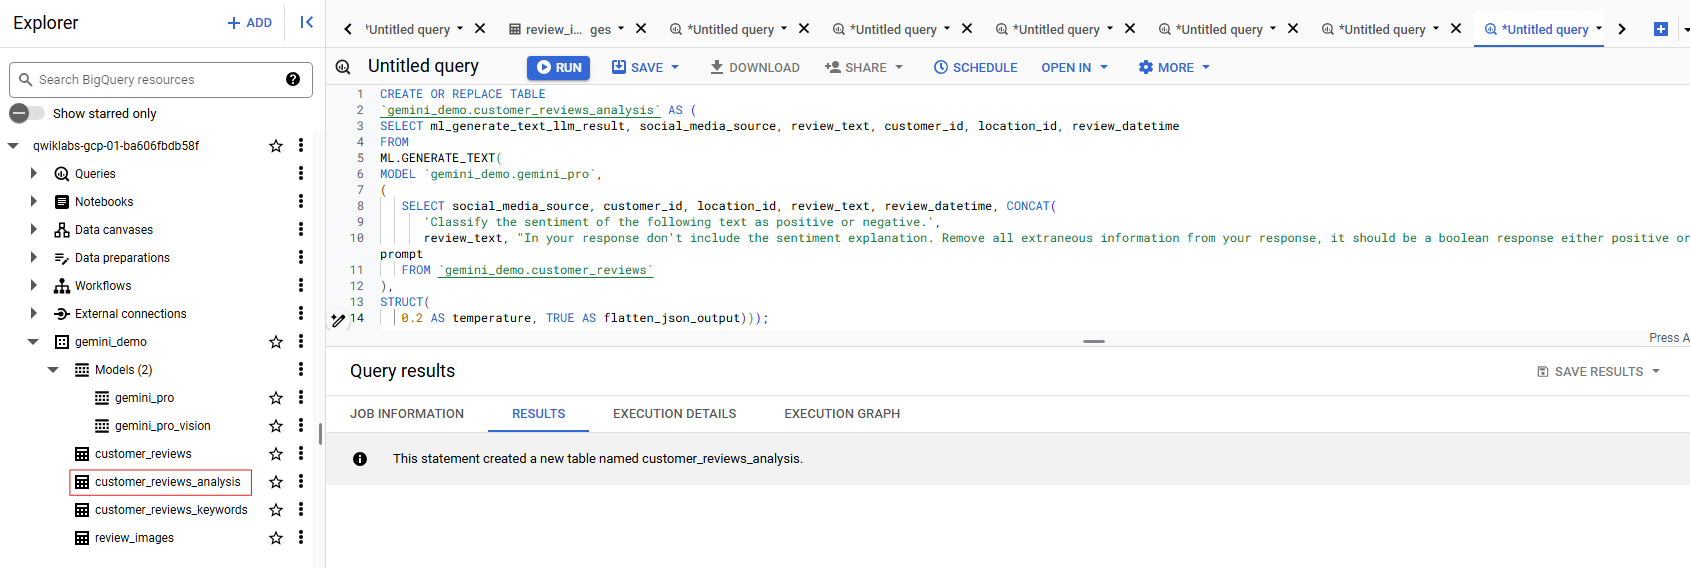 Explorer
+ ADD
Search BigQuery resources
Show starred only
qwiklabs-gcp-01-ba606fbdb58f
Queries
Notebooks
Data canvases
Data preparations
Workflows
External connections
gemini_demo
Models (2)
gemini_pro
gemini_pro_vision
customer_reviews
customer_reviews_analysis
customer_reviews_keywords
review_images
*Untitled query
review_i... ges
*Untitled query
*Untitled query
*Untitled query
*Untitled query
*Untitled query
*Untitled query
Untitled query
RUN
SAVE
DOWNLOAD
SHARE
SCHEDULE
OPEN IN
MORE
1 CREATE OR REPLACE TABLE
2 `gemini_demo.customer_reviews_analysis` AS (
3 SELECT ml_generate_text_llm_result, social_media_source, review_text, customer_id, location_id, review_datetime
4 FROM
5 ML.GENERATE_TEXT(
6 MODEL `gemini_demo.gemini_pro`,
7 (
8 SELECT social_media_source, customer_id, location_id, review_text, review_datetime, CONCAT(
9 'Classify the sentiment of the following text as positive or negative.',
10 review_text, "In your response don't include the sentiment explanation. Remove all extraneous information from your response, it should be a boolean response either positive or
prompt
11 FROM `gemini_demo.customer_reviews`
12 ),
13 STRUCT(
14 0.2 AS temperature, TRUE AS flatten_json_output)));
Press A
Query results
SAVE RESULTS
JOB INFORMATION
RESULTS
EXECUTION DETAILS
EXECUTION GRAPH
This statement created a new table named customer_reviews_analysis.